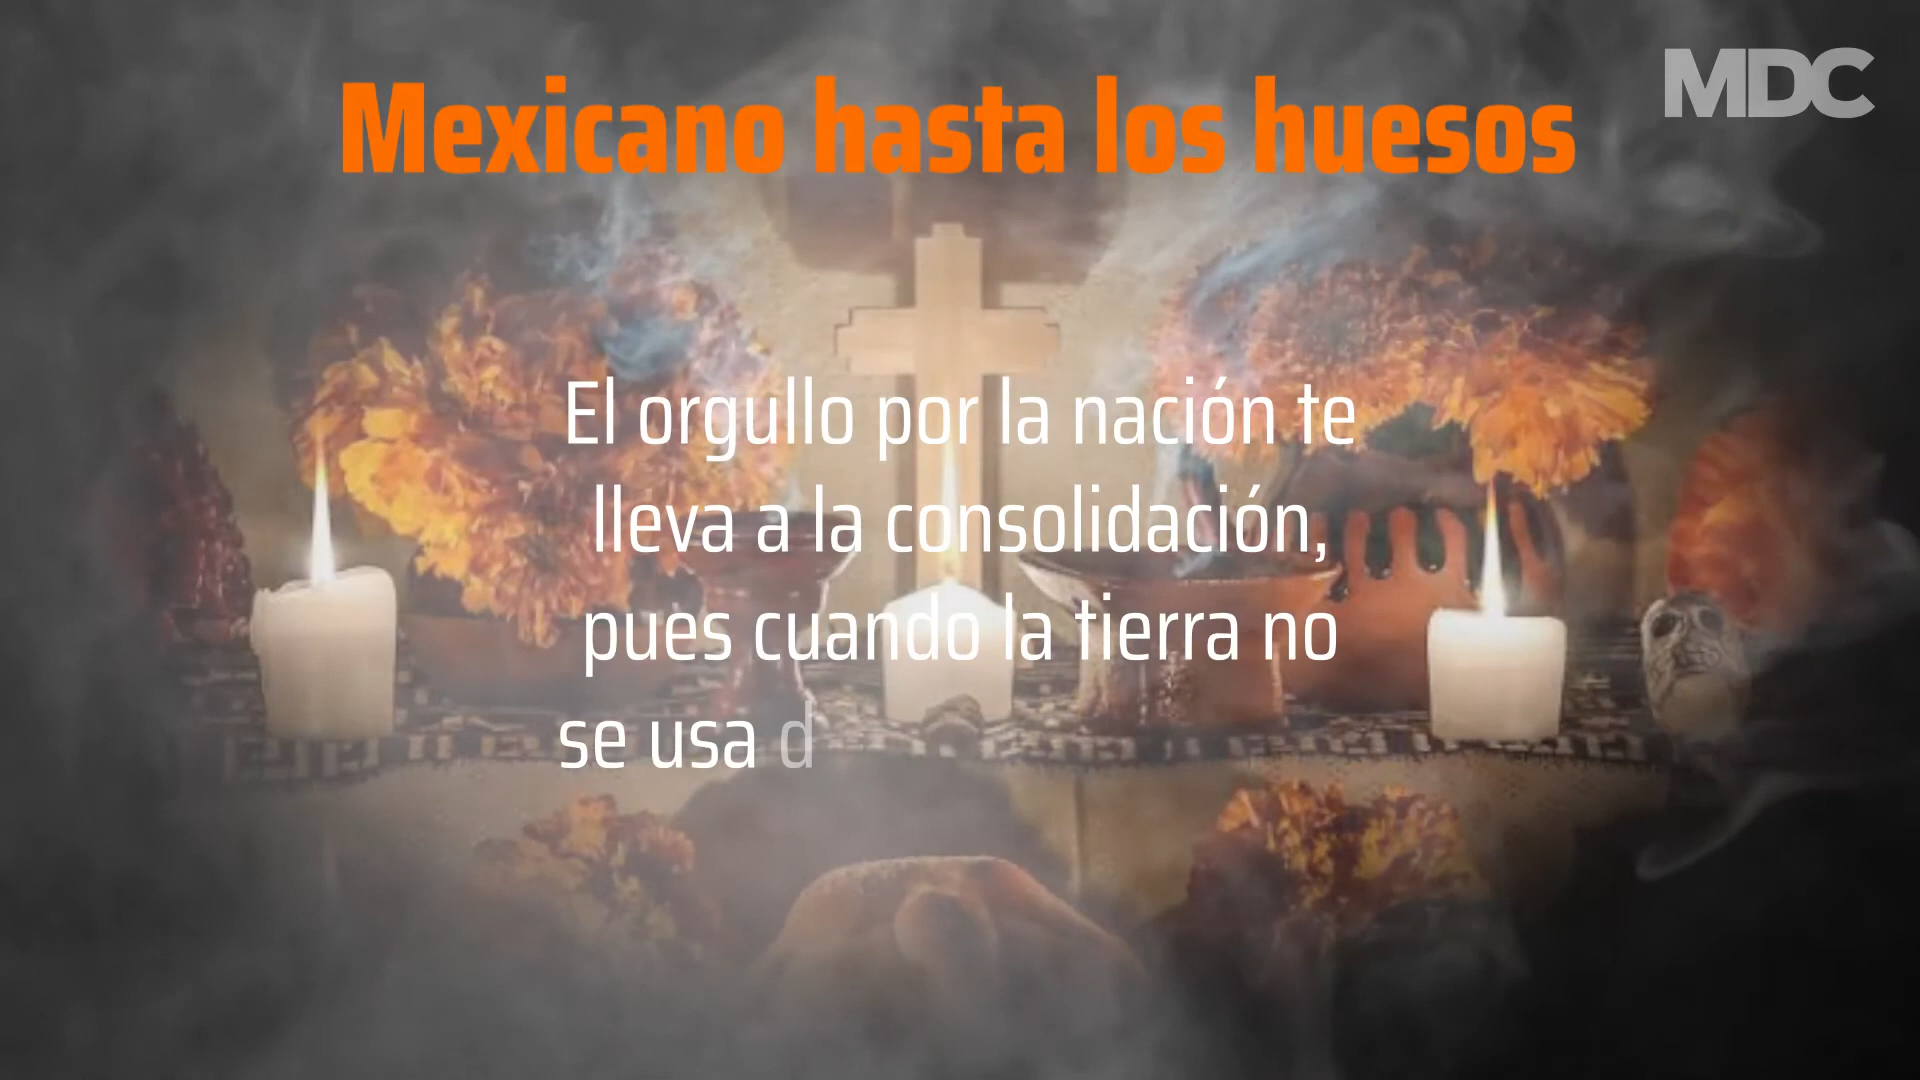 MDC
Mexicano hasta los huesos
El orgullo por la nación te
lleva a la consolidación,
pues cuando la tierra no
se usa d